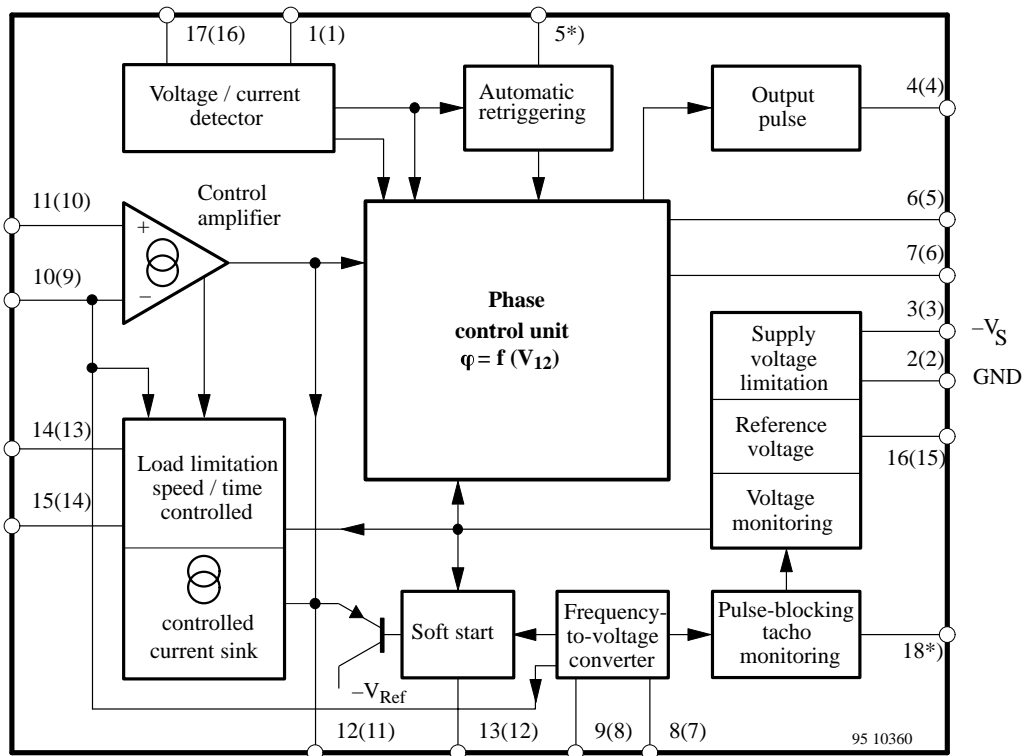 17(16)
1(1)
5*)
Voltage / current
detector
Automatic
retriggering
Output
pulse
4(4)
11(10)
Control
amplifier
+
6(5)
10(9)
−
7(6)
Phase
control unit
φ = f (V12)
3(3)
–VS
Supply
voltage
limitation
2(2)
GND
14(13)
Reference
voltage
16(15)
Load limitation
speed / time
controlled
15(14)
Voltage
monitoring
controlled
current sink
Soft start
Frequency-
to-voltage
converter
Pulse-blocking
tacho
monitoring
18*)
–VRef
12(11)
13(12)
9(8)
8(7)
95 10360